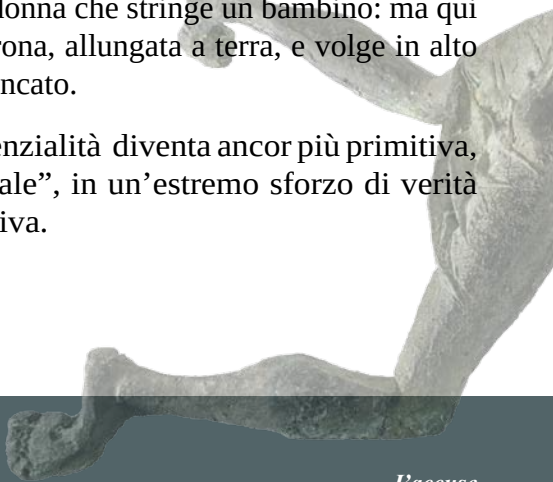 donna che stringe un bambino: ma qui
rona, allungata a terra, e volge in alto
ncato.
enzialità diventa ancor più primitiva,
ale”, in un’estremo sforzo di verità
iva.
J’accuse